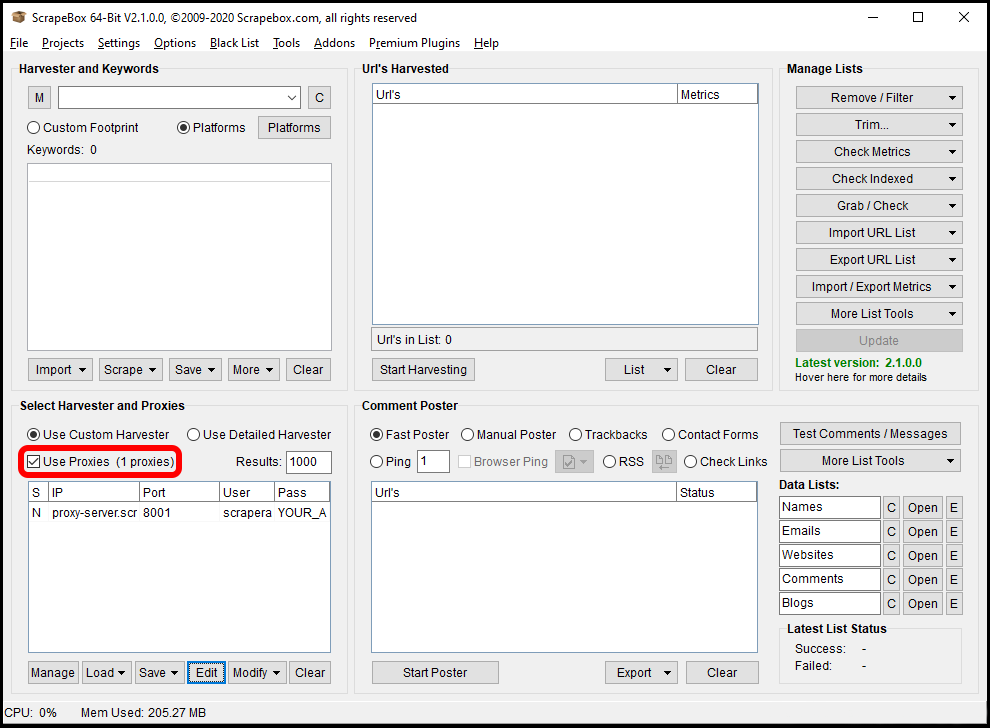 ScrapeBox 64-Bit V2.1.0.0, ©2009-2020 Scrapebox.com, all rights reserved
File Projects Settings Options Black List Tools Addons Premium Plugins Help
Harvester and Keywords
M
C
Custom Footprint
Platforms
Platforms
Keywords: 0
Import
Scrape
Save
More
Clear
Url's Harvested
Url's Metrics
Url's in List: 0
Start Harvesting
List
Clear
Manage Lists
Remove / Filter
Trim...
Check Metrics
Check Indexed
Grab / Check
Import URL List
Export URL List
Import / Export Metrics
More List Tools
Update
Latest version: 2.1.0.0
Hover here for more details
Select Harvester and Proxies
Use Custom Harvester
Use Detailed Harvester
Use Proxies (1 proxies)
Results: 1000
S IP Port User Pass
N proxy-server.scr 8001 scrapera YOUR_A
Manage
Load
Save
Edit
Modify
Clear
Comment Poster
Fast Poster
Manual Poster
Trackbacks
Contact Forms
Ping 1
Browser Ping
RSS
Check Links
Url's Status
Start Poster
Export
Clear
Test Comments / Messages
More List Tools
Data Lists:
Names C Open E
Emails C Open E
Websites C Open E
Comments C Open E
Blogs C Open E
Latest List Status
Success: -
Failed: -
CPU: 0% Mem Used: 205.27 MB